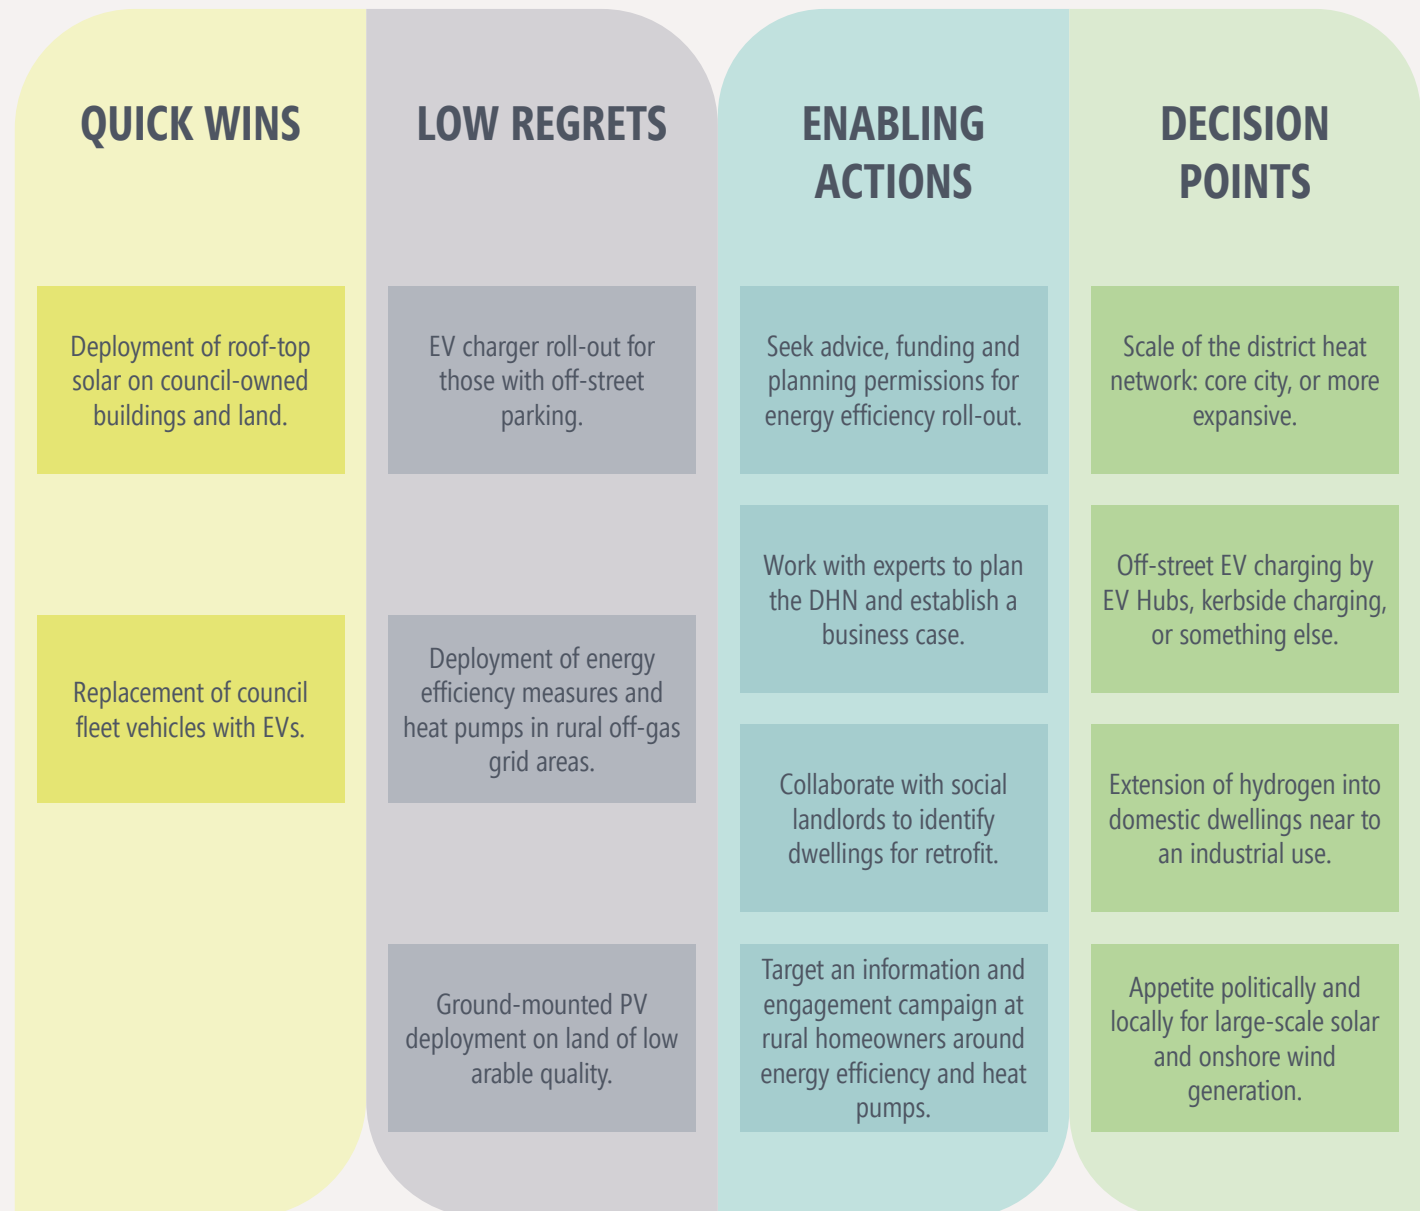 QUICK WINS
Deployment of roof-top
solar on council-owned
buildings and land.
Replacement of council
fleet vehicles with EVs.
LOW REGRETS
EV charger roll-out for
those with off-street
parking.
Deployment of energy
efficiency measures and
heat pumps in rural off-gas
grid areas.
Ground-mounted PV
deployment on land of low
arable quality.
ENABLING
ACTIONS
Seek advice, funding and
planning permissions for
energy efficiency roll-out.
Work with experts to plan
the DHN and establish a
business case.
Collaborate with social
landlords to identify
dwellings for retrofit.
Target an information and
engagement campaign at
rural homeowners around
energy efficiency and heat
pumps.
DECISION
POINTS
Scale of the district heat
network: core city, or more
expansive.
Off-street EV charging by
EV Hubs, kerbside charging,
or something else.
Extension of hydrogen into
domestic dwellings near to
an industrial use.
Appetite politically and
locally for large-scale solar
and onshore wind
generation.